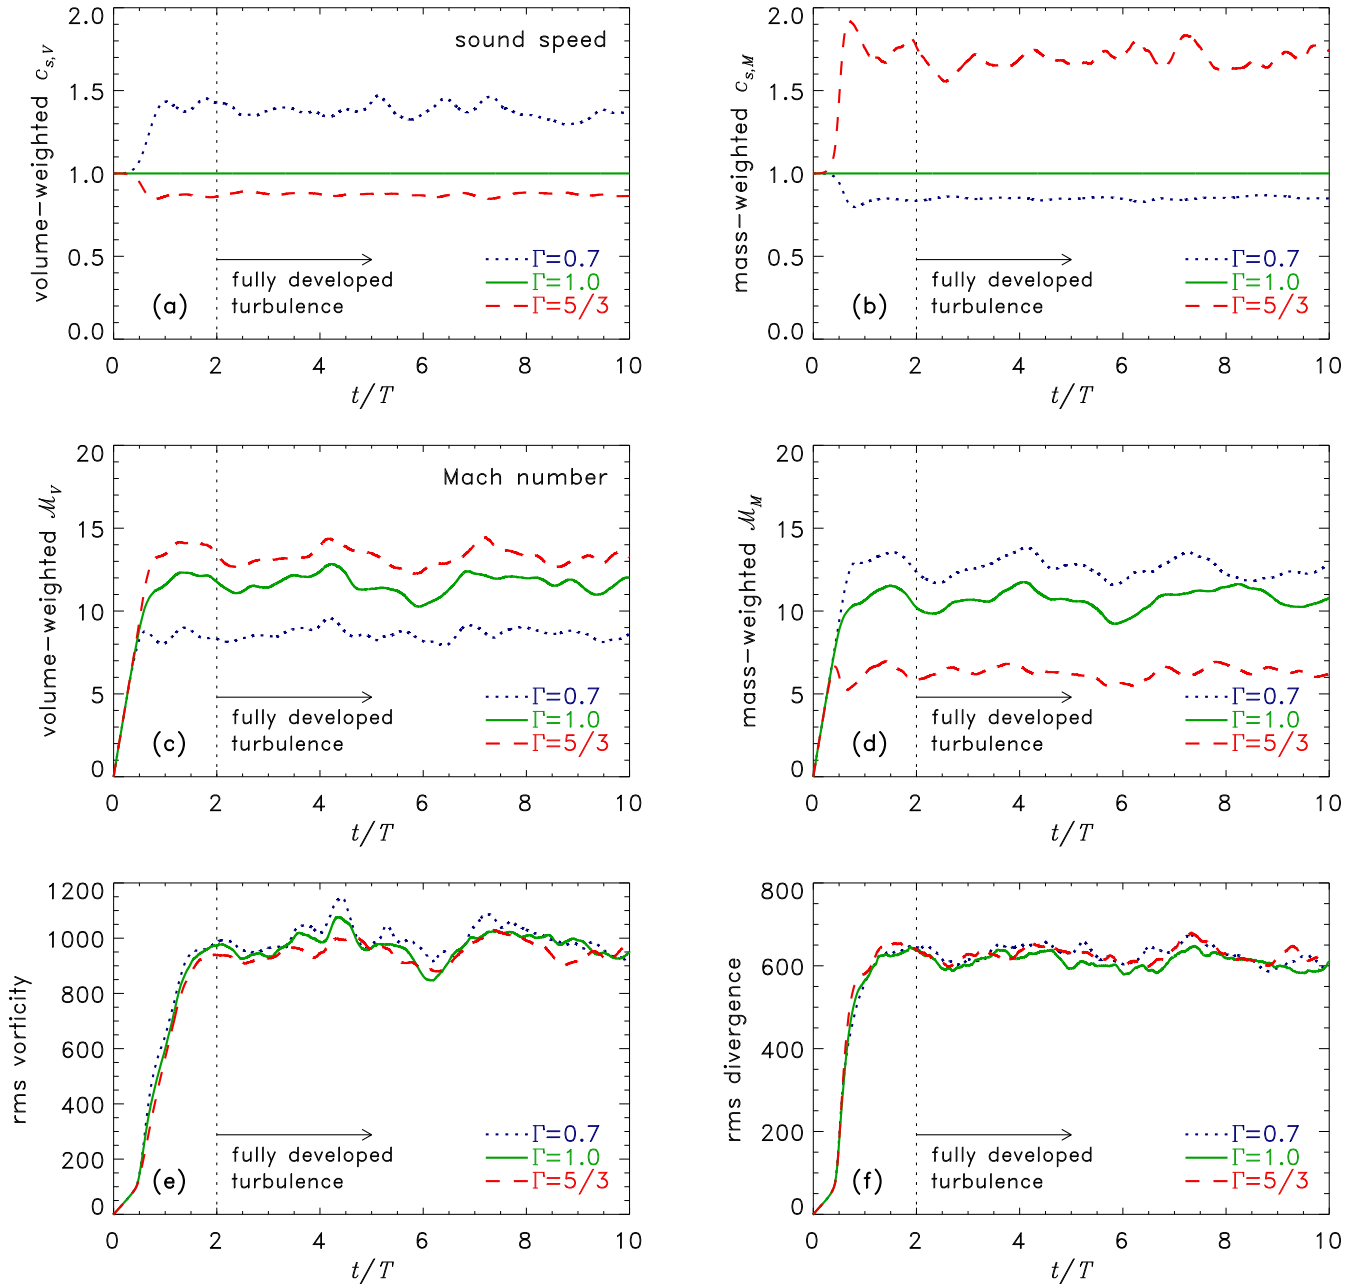 volume-weighted c_{s,V}
2.0
1.5
1.0
0.5
0.0
sound speed
Γ=0.7
Γ=1.0
Γ=5/3
fully developed
turbulence
(a)
0 2 4 6 8 10
t/T
mass-weighted c_{s,M}
2.0
1.5
1.0
0.5
0.0
Γ=0.7
Γ=1.0
Γ=5/3
fully developed
turbulence
(b)
0 2 4 6 8 10
t/T
volume-weighted ℳ_V
20
15
10
5
0
Mach number
Γ=0.7
Γ=1.0
Γ=5/3
fully developed
turbulence
(c)
0 2 4 6 8 10
t/T
mass-weighted ℳ_M
20
15
10
5
0
Γ=0.7
Γ=1.0
Γ=5/3
fully developed
turbulence
(d)
0 2 4 6 8 10
t/T
rms vorticity
1200
1000
800
600
400
200
0
Γ=0.7
Γ=1.0
Γ=5/3
fully developed
turbulence
(e)
0 2 4 6 8 10
t/T
rms divergence
800
600
400
200
0
Γ=0.7
Γ=1.0
Γ=5/3
fully developed
turbulence
(f)
0 2 4 6 8 10
t/T